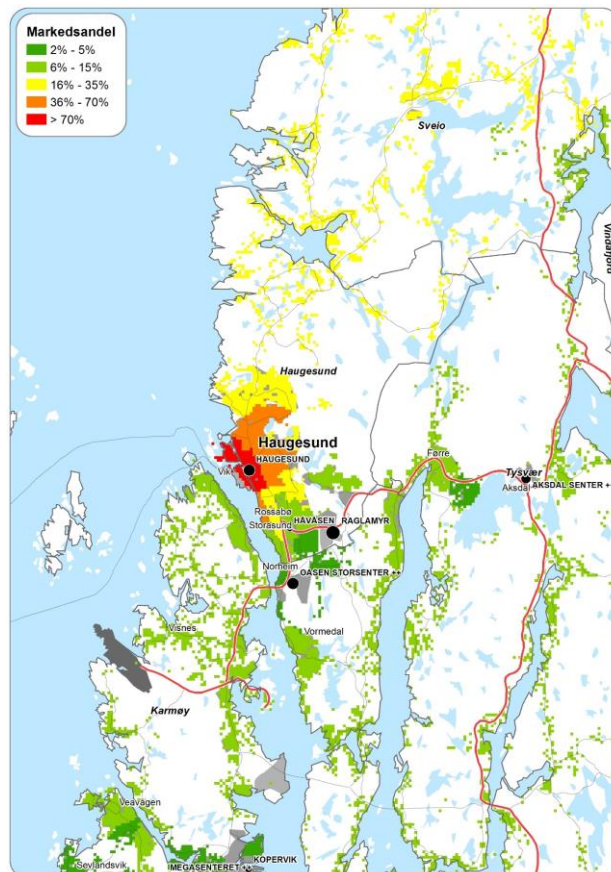 Markedsandel
2% - 5%
6% - 15%
16% - 35%
36% - 70%
> 70%
Sveio
Vindafjord
Haugesund
Haugesund
HAUGESUND
Førre
Tysvær
Aksdal
AKSDAL SENTER +
Rossabø
HAVÅSEN
RAGLAMYR
Storasund
Norheim
OASEN STORSENTER ++
Visnes
Vormedal
Karmøy
Veavågen
Sevlandsvik
KOPERVIK
MEGASENTERET ++